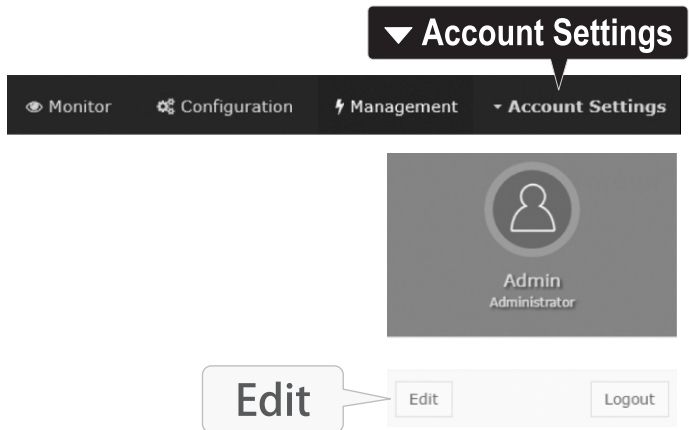 Account Settings
Monitor Configuration Management Account Settings
Admin
Administrator
Edit Edit Logout